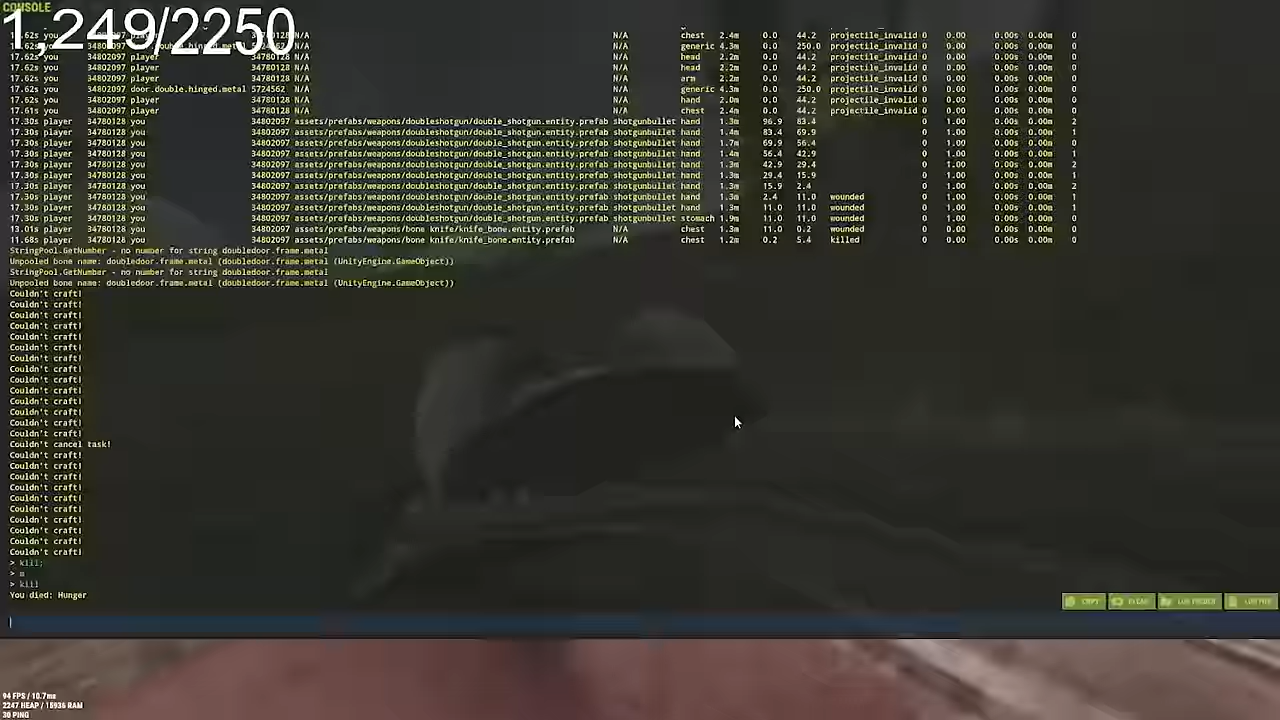 CONSOLE
1,249/2250
.62s you 34802097 34780128 N/A N/A chest 2.4m 0.0 44.2 projectile_invalid 0 1.00 0.00s 0.00m 0
N/A generic 4.3m 0.0 250.0 projectile_invalid 0 1.00 0.00s 0.00m 0
17.62s you 34802097 player 34780128 N/A N/A head 2.2m 0.0 44.2 projectile_invalid 0 1.00 0.00s 0.00m 0
17.62s you 34802097 player 34780128 N/A N/A head 2.2m 0.0 44.2 projectile_invalid 0 1.00 0.00s 0.00m 0
17.62s you 34802097 player 34780128 N/A N/A arm 2.2m 0.0 44.2 projectile_invalid 0 1.00 0.00s 0.00m 0
17.62s you 34802097 door.double.hinged.metal 5724562 N/A N/A generic 4.3m 0.0 250.0 projectile_invalid 0 1.00 0.00s 0.00m 0
17.62s you 34802097 player 34780128 N/A N/A hand 2.0m 0.0 44.2 projectile_invalid 0 1.00 0.00s 0.00m 0
17.61s you 34802097 player 34780128 N/A N/A chest 2.4m 0.0 44.2 projectile_invalid 0 1.00 0.00s 0.00m 0
17.30s player 34780128 you 34802097 assets/prefabs/weapons/doubleshotgun/double_shotgun.entity.prefab shotgunbullet hand 1.3m 96.9 83.4 0 1.00 0.00s 0.00m 2
17.30s player 34780128 you 34802097 assets/prefabs/weapons/doubleshotgun/double_shotgun.entity.prefab shotgunbullet hand 1.4m 83.4 69.9 0 1.00 0.00s 0.00m 1
17.30s player 34780128 you 34802097 assets/prefabs/weapons/doubleshotgun/double_shotgun.entity.prefab shotgunbullet hand 1.7m 69.9 56.4 0 1.00 0.00s 0.00m 0
17.30s player 34780128 you 34802097 assets/prefabs/weapons/doubleshotgun/double_shotgun.entity.prefab shotgunbullet hand 1.4m 56.4 42.9 0 1.00 0.00s 0.00m 1
17.30s player 34780128 you 34802097 assets/prefabs/weapons/doubleshotgun/double_shotgun.entity.prefab shotgunbullet hand 1.3m 42.9 29.4 0 1.00 0.00s 0.00m 2
17.30s player 34780128 you 34802097 assets/prefabs/weapons/doubleshotgun/double_shotgun.entity.prefab shotgunbullet hand 1.3m 29.4 15.9 0 1.00 0.00s 0.00m 1
17.30s player 34780128 you 34802097 assets/prefabs/weapons/doubleshotgun/double_shotgun.entity.prefab shotgunbullet hand 1.3m 15.9 2.4 0 1.00 0.00s 0.00m 2
17.30s player 34780128 you 34802097 assets/prefabs/weapons/doubleshotgun/double_shotgun.entity.prefab shotgunbullet hand 1.3m 2.4 11.0 wounded 0 1.00 0.00s 0.00m 1
17.30s player 34780128 you 34802097 assets/prefabs/weapons/doubleshotgun/double_shotgun.entity.prefab shotgunbullet hand 1.3m 11.0 11.0 wounded 0 1.00 0.00s 0.00m 1
17.30s player 34780128 you 34802097 assets/prefabs/weapons/doubleshotgun/double_shotgun.entity.prefab shotgunbullet stomach 1.9m 11.0 11.0 wounded 0 1.00 0.00s 0.00m 0
13.01s player 34780128 you 34802097 assets/prefabs/weapons/bone knife/knife_bone.entity.prefab N/A chest 1.3m 11.0 0.2 wounded 0 1.00 0.00s 0.00m 0
11.68s player 34780128 you 34802097 assets/prefabs/weapons/bone knife/knife_bone.entity.prefab N/A chest 1.2m 0.2 5.4 killed 0 1.00 0.00s 0.00m 0
StringPool.GetNumber - no number for string doubledoor.frame.metal
Unpooled bone name: doubledoor.frame.metal (doubledoor.frame.metal (UnityEngine.GameObject))
StringPool.GetNumber - no number for string doubledoor.frame.metal
Unpooled bone name: doubledoor.frame.metal (doubledoor.frame.metal (UnityEngine.GameObject))
Couldn't craft!
Couldn't craft!
Couldn't craft!
Couldn't craft!
Couldn't craft!
Couldn't craft!
Couldn't craft!
Couldn't craft!
Couldn't craft!
Couldn't craft!
Couldn't craft!
Couldn't craft!
Couldn't craft!
Couldn't craft!
Couldn't cancel task!
Couldn't craft!
Couldn't craft!
Couldn't craft!
Couldn't craft!
Couldn't craft!
Couldn't craft!
Couldn't craft!
Couldn't craft!
Couldn't craft!
Couldn't craft!
> kill;
> m
> kill
You died: Hunger
COPY
94 FPS / 10.7ms
2247 HEAP / 15936 RAM
30 PING